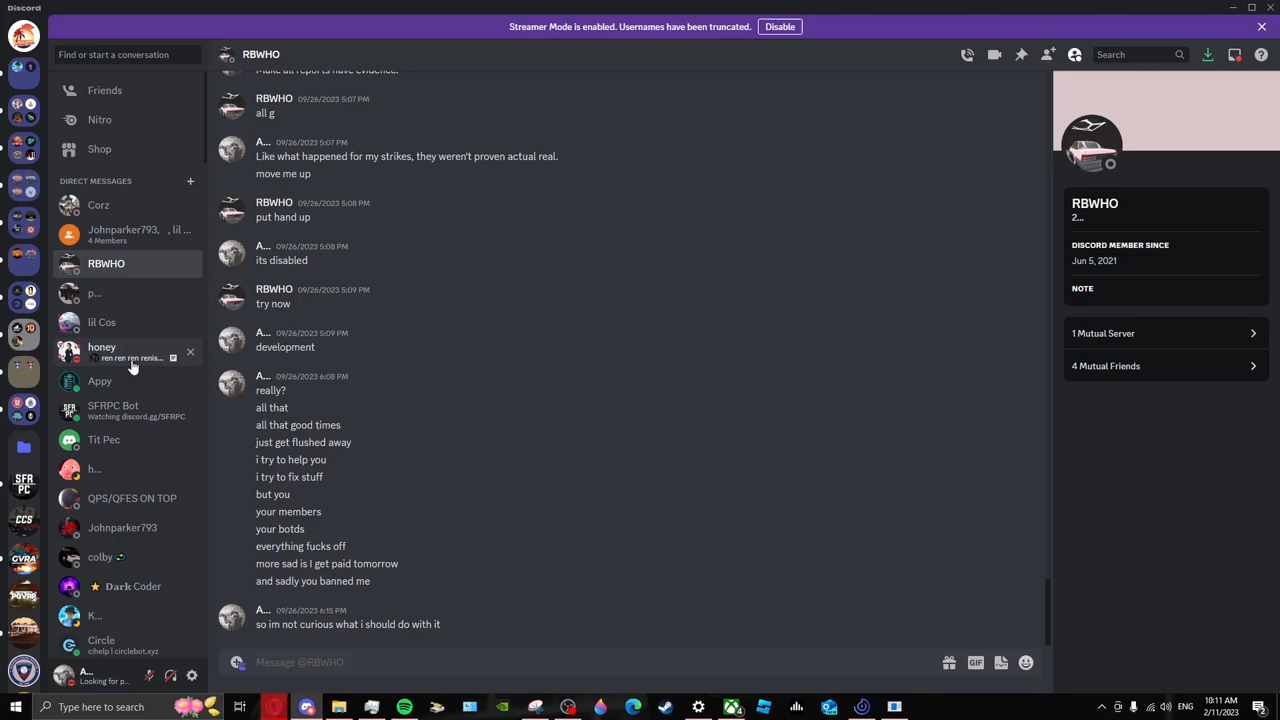 Discord
Streamer Mode is enabled. Usernames have been truncated. Disable
Find or start a conversation
RBWHO
Search
Friends
Nitro
Shop
DIRECT MESSAGES
Corz
Johnparker793, , lil ...
4 Members
RBWHO
p...
lil Cos
honey
ren ren ren renis...
Appy
SFRPC Bot
Watching discord.gg/SFRPC
Tit Pec
h...
QPS/QFES ON TOP
Johnparker793
colby
Dark Coder
K...
Circle
c|help | circlebot.xyz
A...
Looking for p...
Make all reports have evidence.
RBWHO 09/26/2023 5:07 PM
all g
A... 09/26/2023 5:07 PM
Like what happened for my strikes, they weren't proven actual real.
move me up
RBWHO 09/26/2023 5:08 PM
put hand up
A... 09/26/2023 5:08 PM
its disabled
RBWHO 09/26/2023 5:09 PM
try now
A... 09/26/2023 5:09 PM
development
A... 09/26/2023 6:08 PM
really?
all that
all that good times
just get flushed away
i try to help you
i try to fix stuff
but you
your members
your botds
everything fucks off
more sad is I get paid tomorrow
and sadly you banned me
A... 09/26/2023 6:15 PM
so im not curious what i should do with it
Message @RBWHO
GIF
RBWHO
2...
DISCORD MEMBER SINCE
Jun 5, 2021
NOTE
1 Mutual Server
4 Mutual Friends
SFR
PC
CCS
GVRA
Type here to search
ENG
10:11 AM
2/11/2023